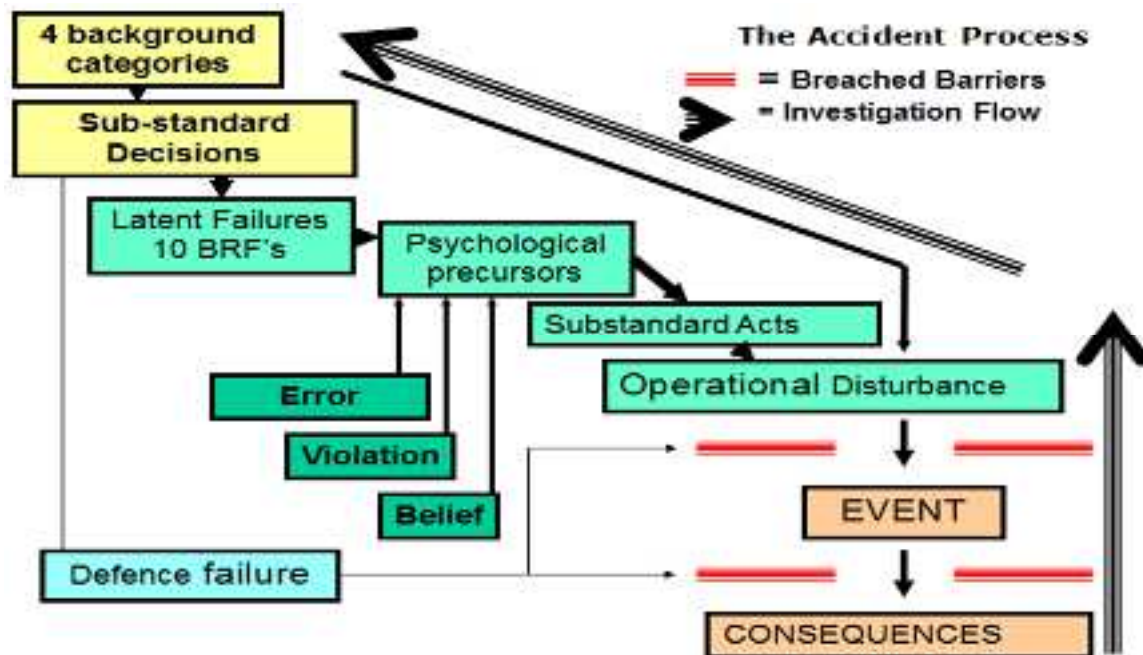 4 background
categories
The Accident Process
= Breached Barriers
= Investigation Flow
Sub-standard
Decisions
Latent Failures
10 BRF´s
Psychological
precursors
Substandard Acts
Operational Disturbance
Error
Violation
Belief
EVENT
Defence failure
CONSEQUENCES